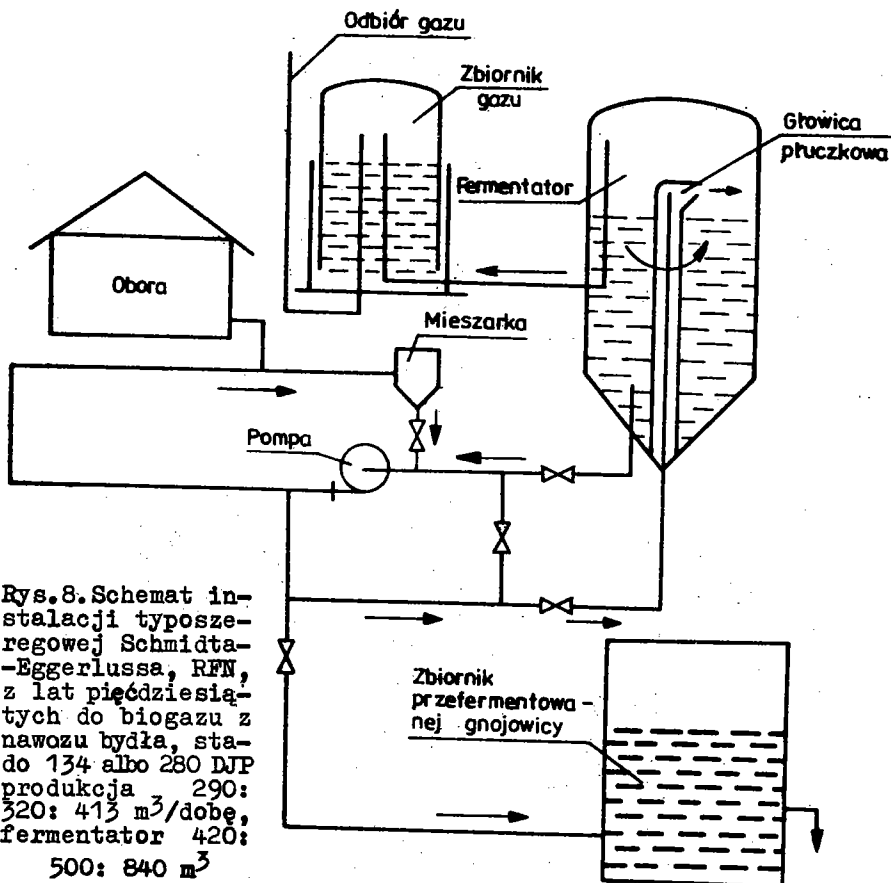 Odbiór gazu
Zbiornik
gazu
Głowica
płuczkowa
Fermentator
Obora
Mieszarka
Pompa
Rys.8.Schemat in-
stalacji typosze-
regowej Schmidta-
-Eggerlussa, RFN,
z lat pięćdziesią-
tych do biogazu z
nawozu bydła, sta-
do 134 albo 280 DJP
produkcja 290:
320: 413 m³/dobę,
fermentator 420:
500: 840 m³
Zbiornik
przefermentowa-
nej gnojowicy